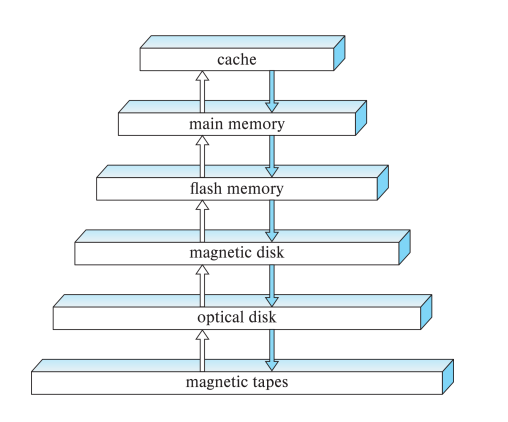 cache
main memory
flash memory
magnetic disk
optical disk
magnetic tapes